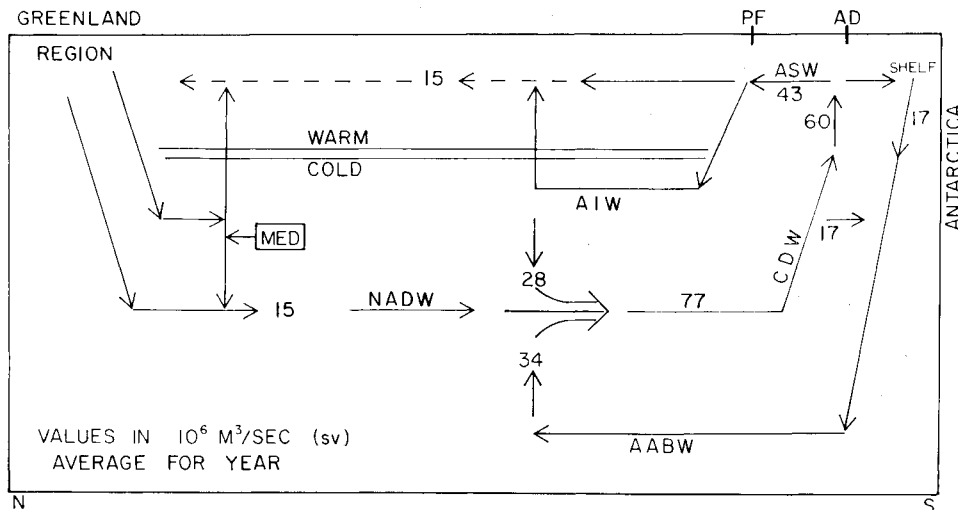 GREENLAND
REGION
PF
AD
15
ASW
43
SHELF
17
60
ANTARCTICA
WARM
COLD
AIW
MED
17
CDW
28
15
NADW
77
34
AABW
VALUES IN 10⁶ M³/SEC (sv)
AVERAGE FOR YEAR
N
S